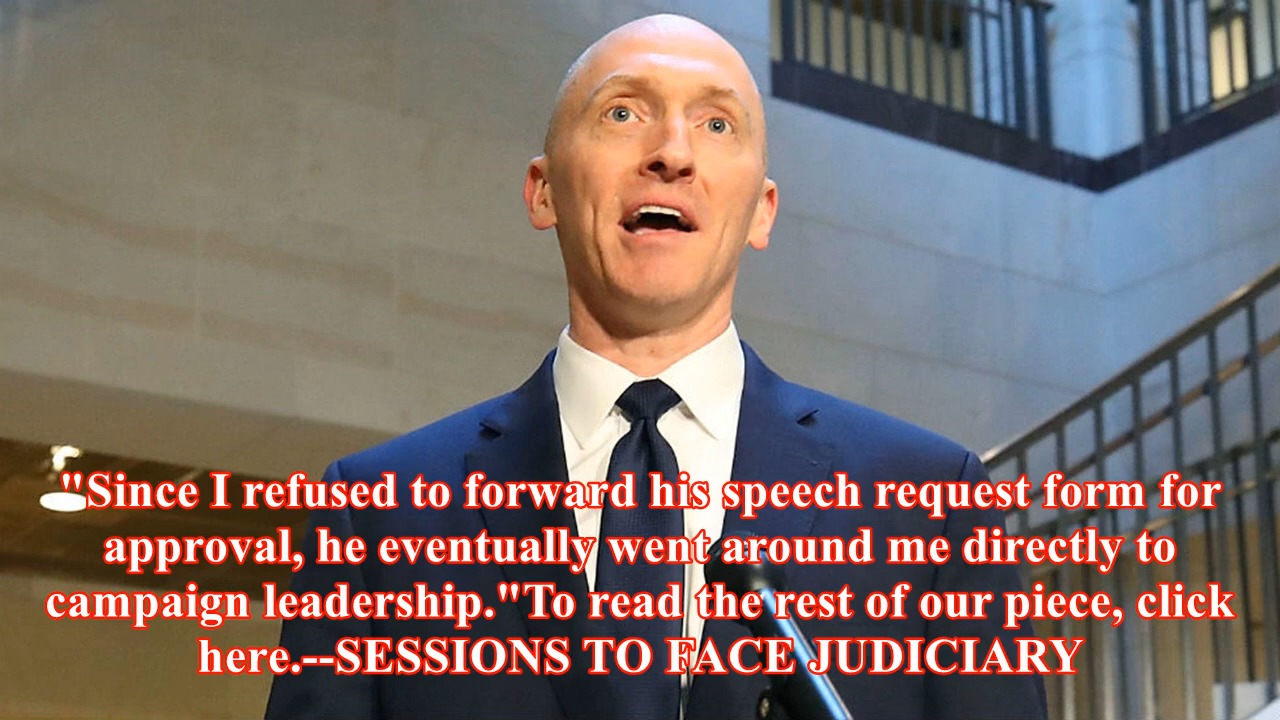 "Since I refused to forward his speech request form for
approval, he eventually went around me directly to
campaign leadership."To read the rest of our piece, click
here.--SESSIONS TO FACE JUDICIARY